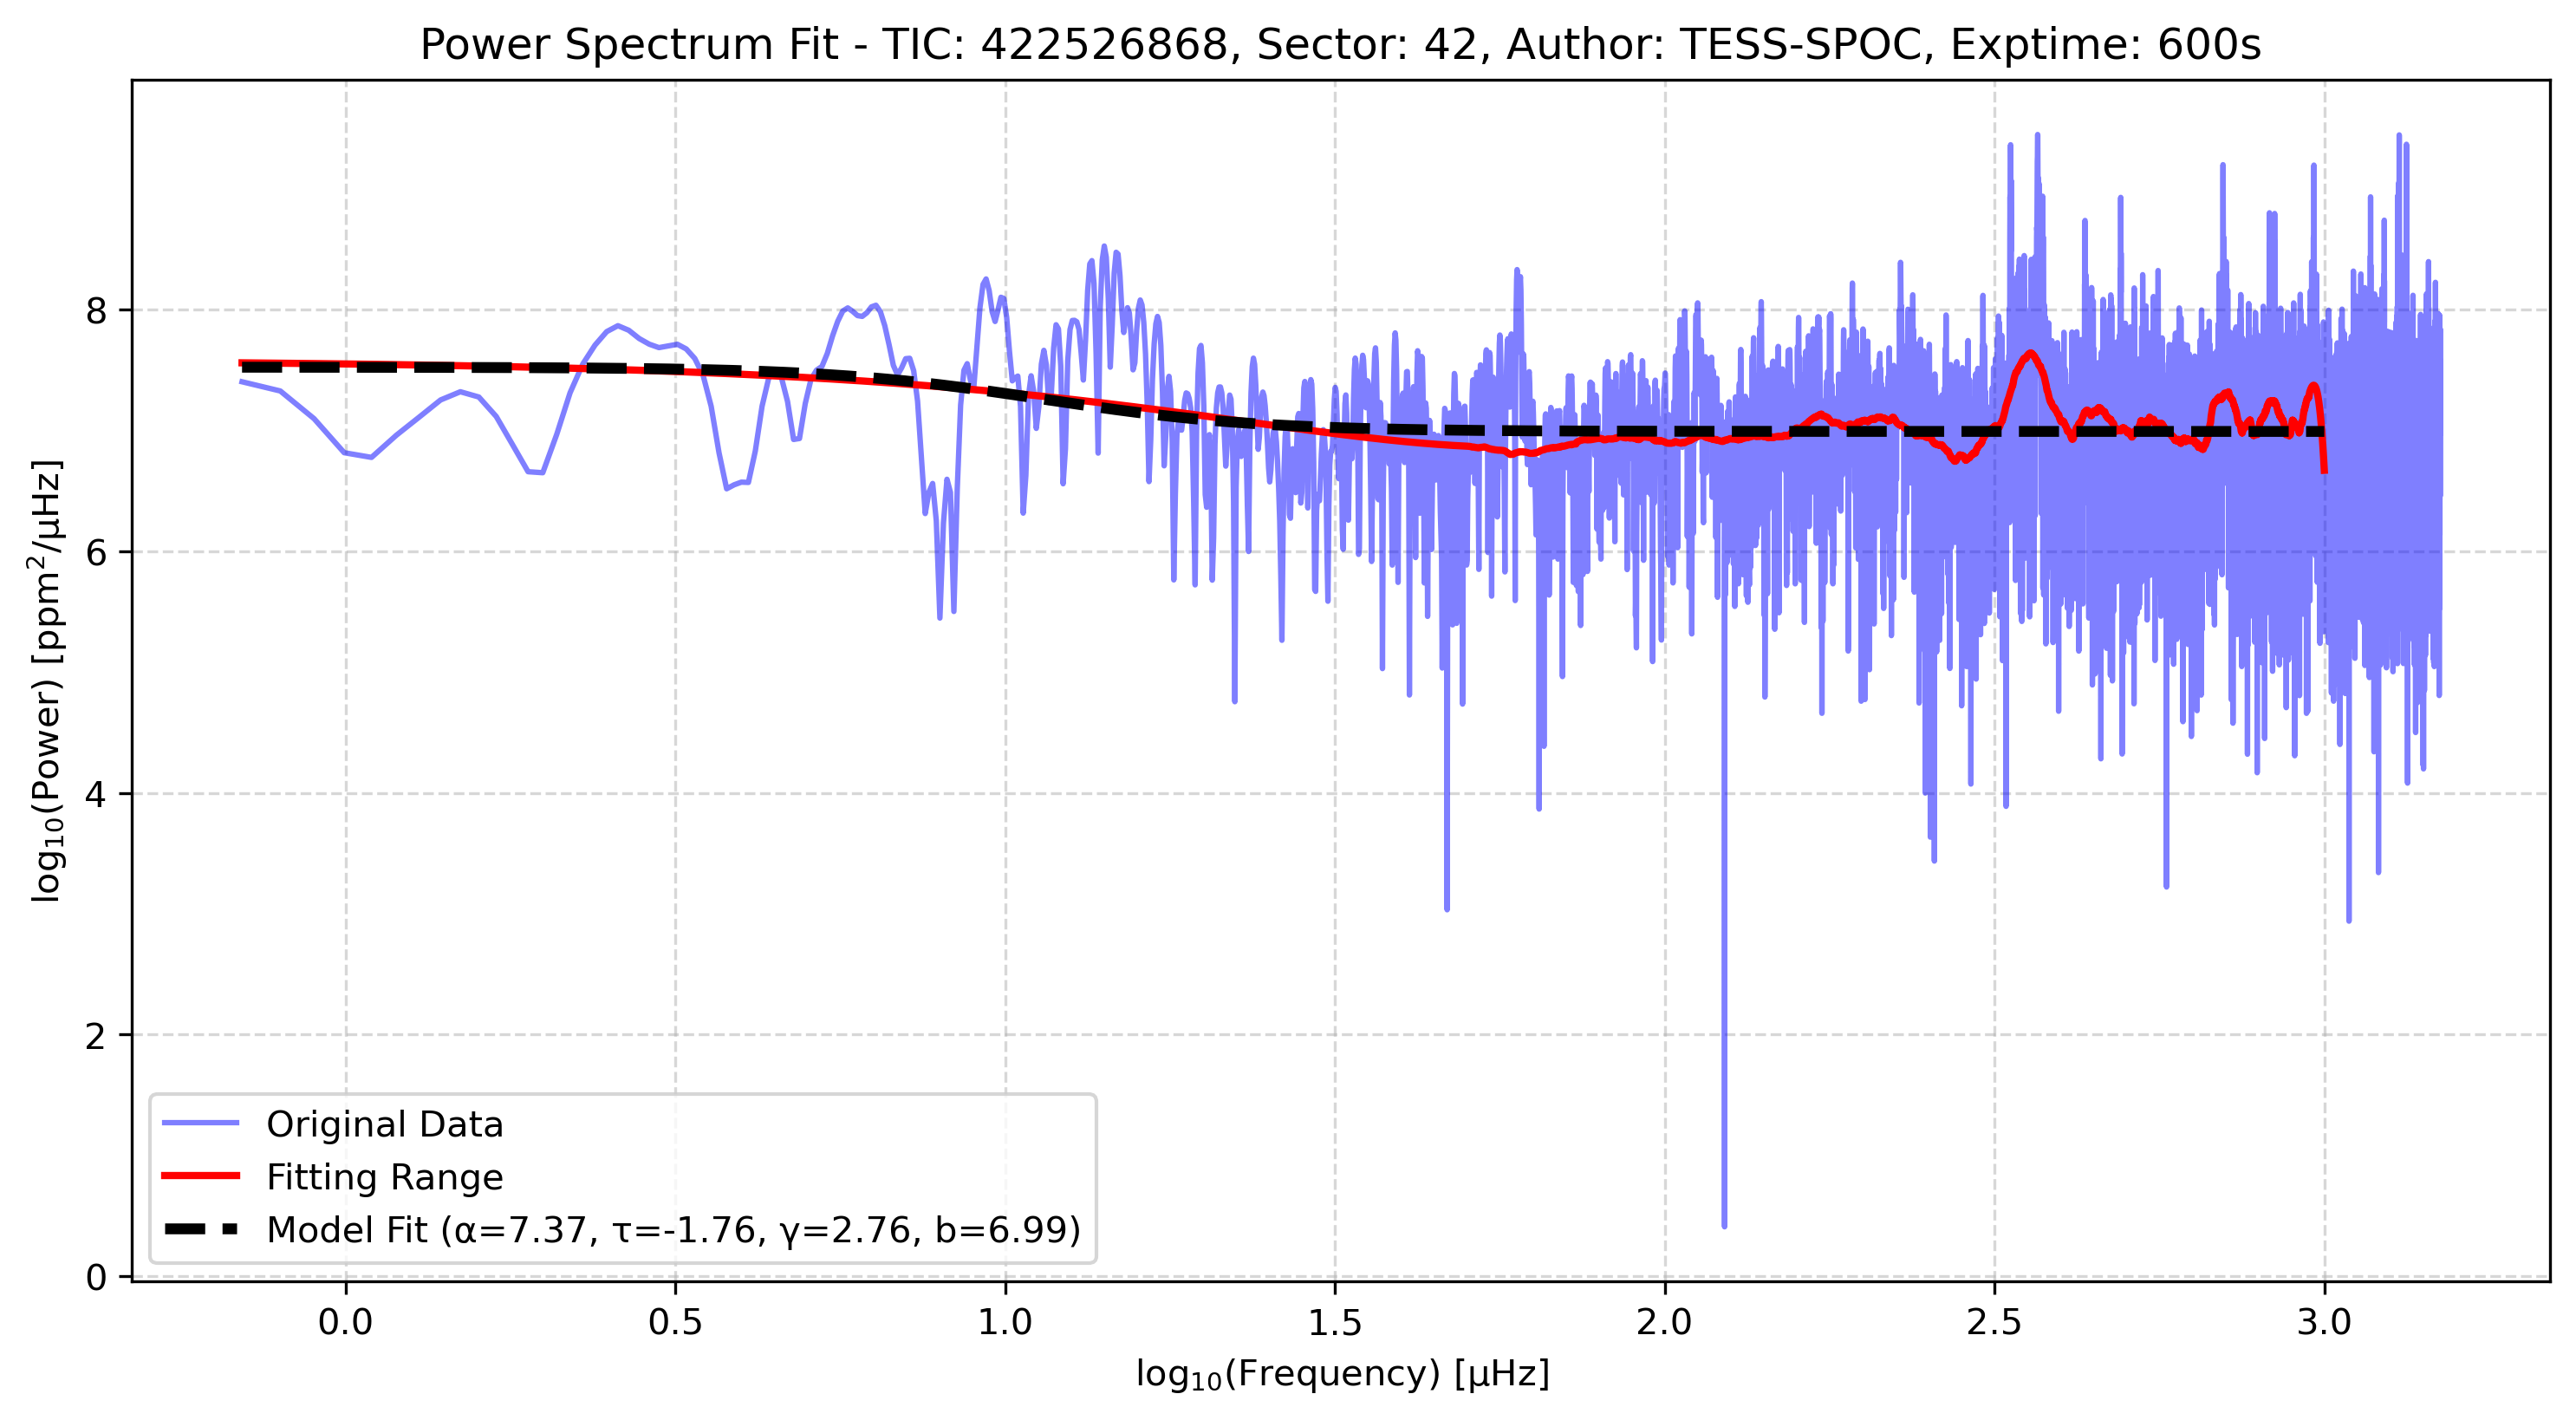 Power Spectrum Fit - TIC: 422526868, Sector: 42, Author: TESS-SPOC, Exptime: 600s
log₁₀(Power) [ppm²/μHz]
8
6
4
2
0
Original Data
Fitting Range
Model Fit (α=7.37, τ=-1.76, γ=2.76, b=6.99)
0.0 0.5 1.0 1.5 2.0 2.5 3.0
log₁₀(Frequency) [μHz]